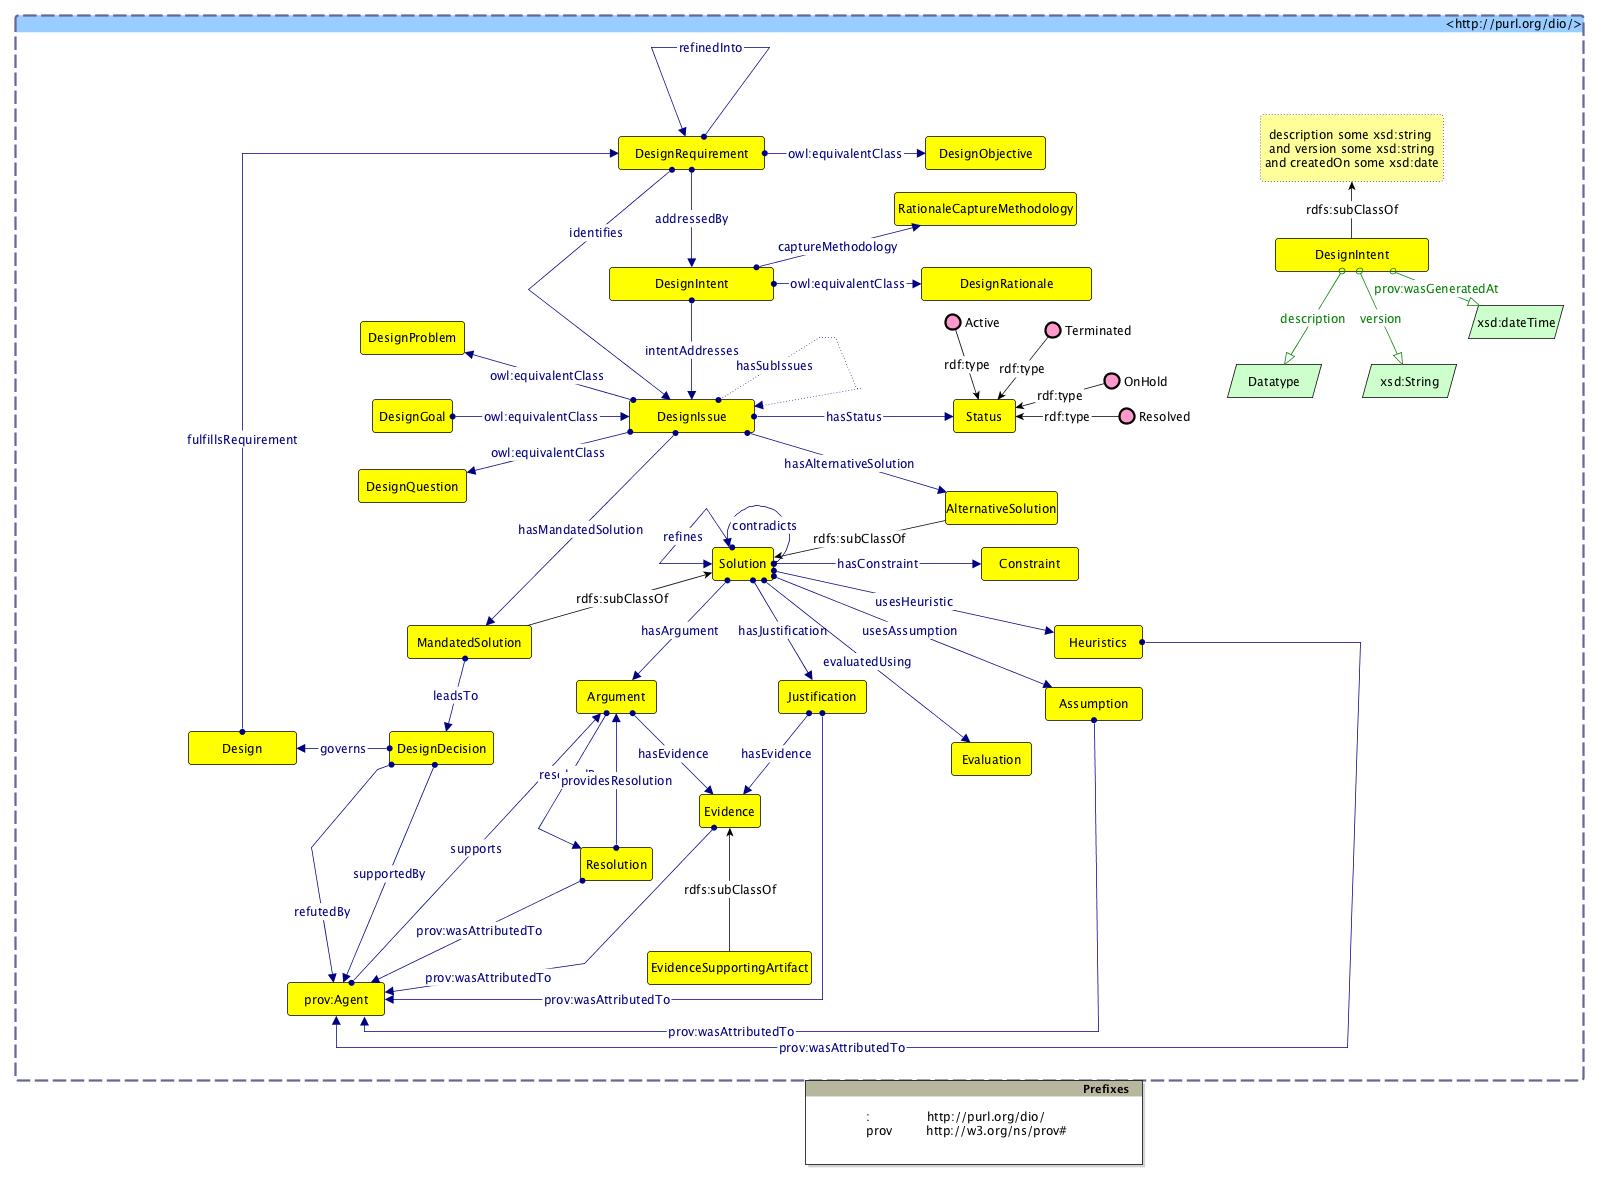 <http://purl.org/dio/>
refinedInto
description some xsd:string
and version some xsd:string
and createdOn some xsd:date
DesignRequirement
owl:equivalentClass
DesignObjective
RationaleCaptureMethodology
rdfs:subClassOf
addressedBy
identifies
captureMethodology
DesignIntent
DesignIntent
owl:equivalentClass
DesignRationale
prov:wasGeneratedAt
description
version
xsd:dateTime
Active
Terminated
DesignProblem
intentAddresses
hasSubIssues
rdf:type
rdf:type
owl:equivalentClass
OnHold
Datatype
xsd:String
rdf:type
DesignGoal
owl:equivalentClass
DesignIssue
hasStatus
Status
rdf:type
Resolved
fulfillsRequirement
owl:equivalentClass
hasAlternativeSolution
DesignQuestion
AlternativeSolution
hasMandatedSolution
contradicts
refines
rdfs:subClassOf
Solution
hasConstraint
Constraint
rdfs:subClassOf
usesHeuristic
hasArgument
hasJustification
usesAssumption
MandatedSolution
Heuristics
evaluatedUsing
leadsTo
Argument
Justification
Assumption
Design
governs
DesignDecision
hasEvidence
hasEvidence
Evaluation
providesResolution
Evidence
supports
Resolution
supportedBy
rdfs:subClassOf
refutedBy
prov:wasAttributedTo
EvidenceSupportingArtifact
prov:wasAttributedTo
prov:Agent
prov:wasAttributedTo
prov:wasAttributedTo
prov:wasAttributedTo
Prefixes
: http://purl.org/dio/
prov http://w3.org/ns/prov#